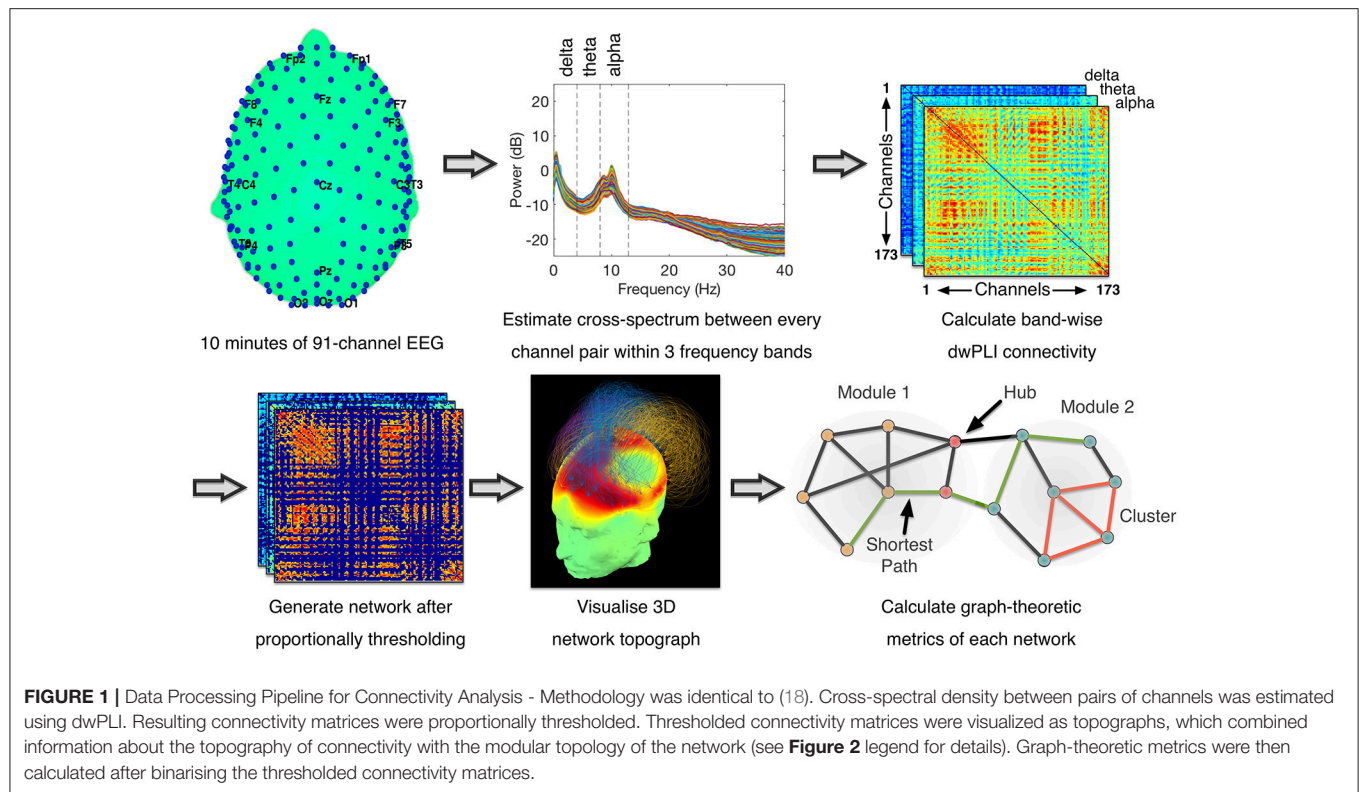 Fp2
Fp1
F8
Fz
F7
F4
F3
T4
C4
Cz
C3
T3
P4
Pz
O2
Oz
O1
10 minutes of 91-channel EEG
delta
theta
alpha
20
10
0
-10
-20
Power (dB)
0
10
20
30
40
Frequency (Hz)
Estimate cross-spectrum between every
channel pair within 3 frequency bands
delta
theta
alpha
1
Channels
173
1
Channels
173
Calculate band-wise
dwPLI connectivity
Generate network after
proportionally thresholding
Visualise 3D
network topograph
Module 1
Hub
Module 2
Shortest
Path
Cluster
Calculate graph-theoretic
metrics of each network
FIGURE 1 | Data Processing Pipeline for Connectivity Analysis - Methodology was identical to (18). Cross-spectral density between pairs of channels was estimated
using dwPLI. Resulting connectivity matrices were proportionally thresholded. Thresholded connectivity matrices were visualized as topographs, which combined
information about the topography of connectivity with the modular topology of the network (see Figure 2 legend for details). Graph-theoretic metrics were then
calculated after binarising the thresholded connectivity matrices.